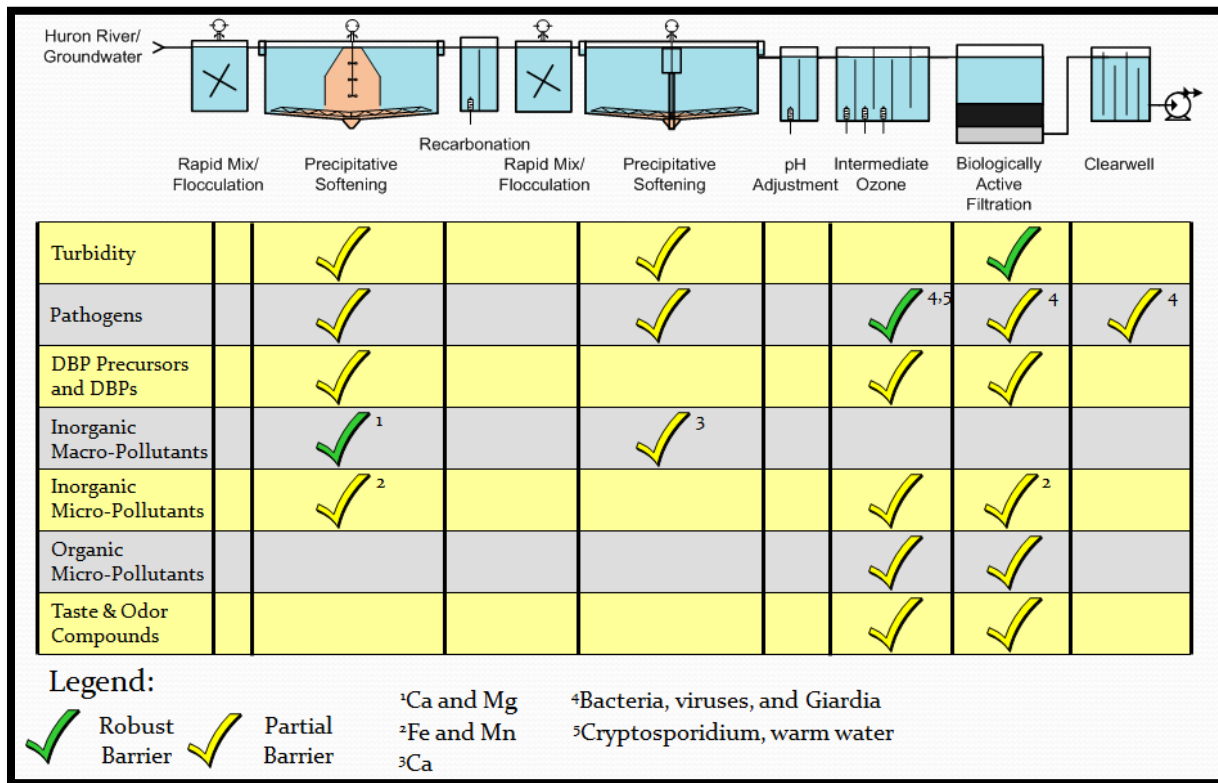 Huron River/
Groundwater
Rapid Mix/
Flocculation
Precipitative
Softening
Recarbonation
Rapid Mix/
Flocculation
Precipitative
Softening
pH
Adjustment
Intermediate
Ozone
Biologically
Active
Filtration
Clearwell
Turbidity
Pathogens
4,5
4
4
DBP Precursors
and DBPs
Inorganic
Macro-Pollutants
1
3
Inorganic
Micro-Pollutants
2
2
Organic
Micro-Pollutants
Taste & Odor
Compounds
Legend:
Robust
Barrier
Partial
Barrier
¹Ca and Mg
²Fe and Mn
³Ca
⁴Bacteria, viruses, and Giardia
⁵Cryptosporidium, warm water